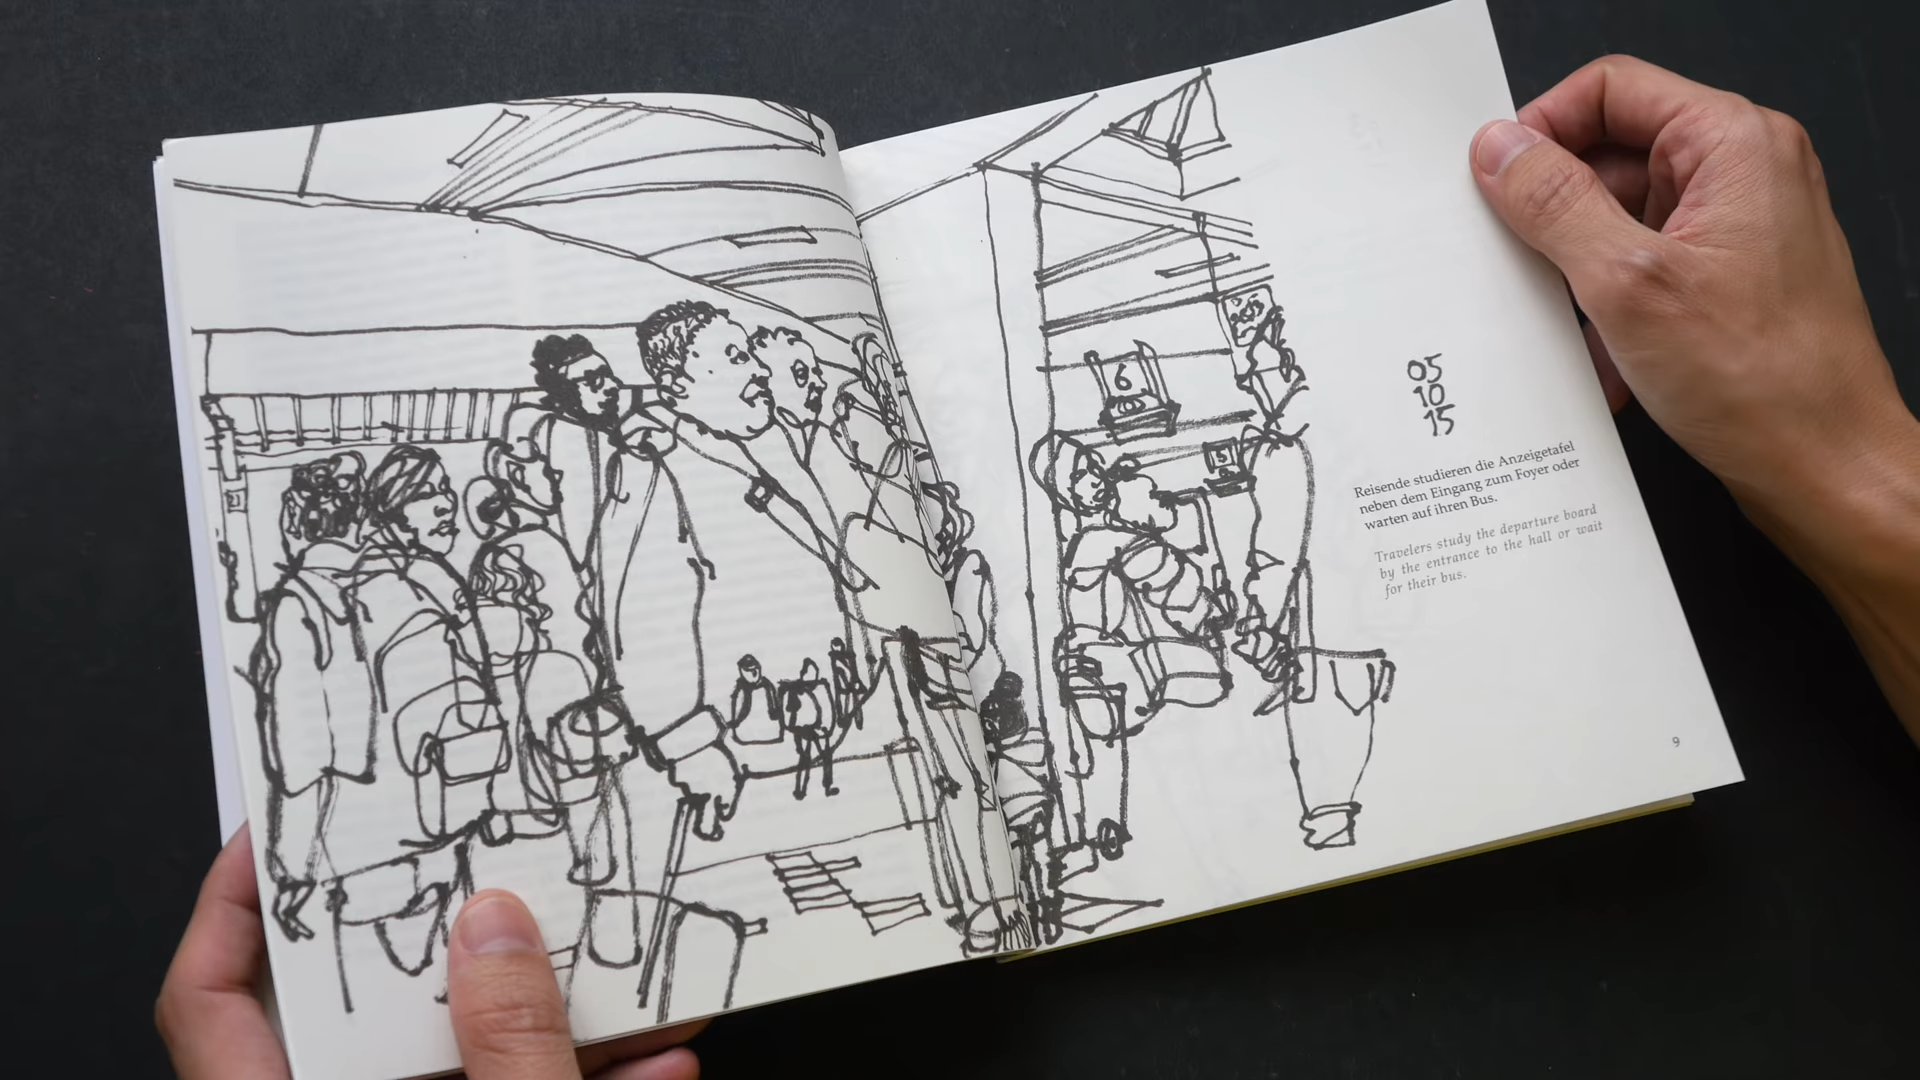 6
5
05
10
15
Reisende studieren die Anzeigetafel
neben dem Eingang zum Foyer oder
warten auf ihren Bus.
Travelers study the departure board
by the entrance to the hall or wait
for their bus.
9